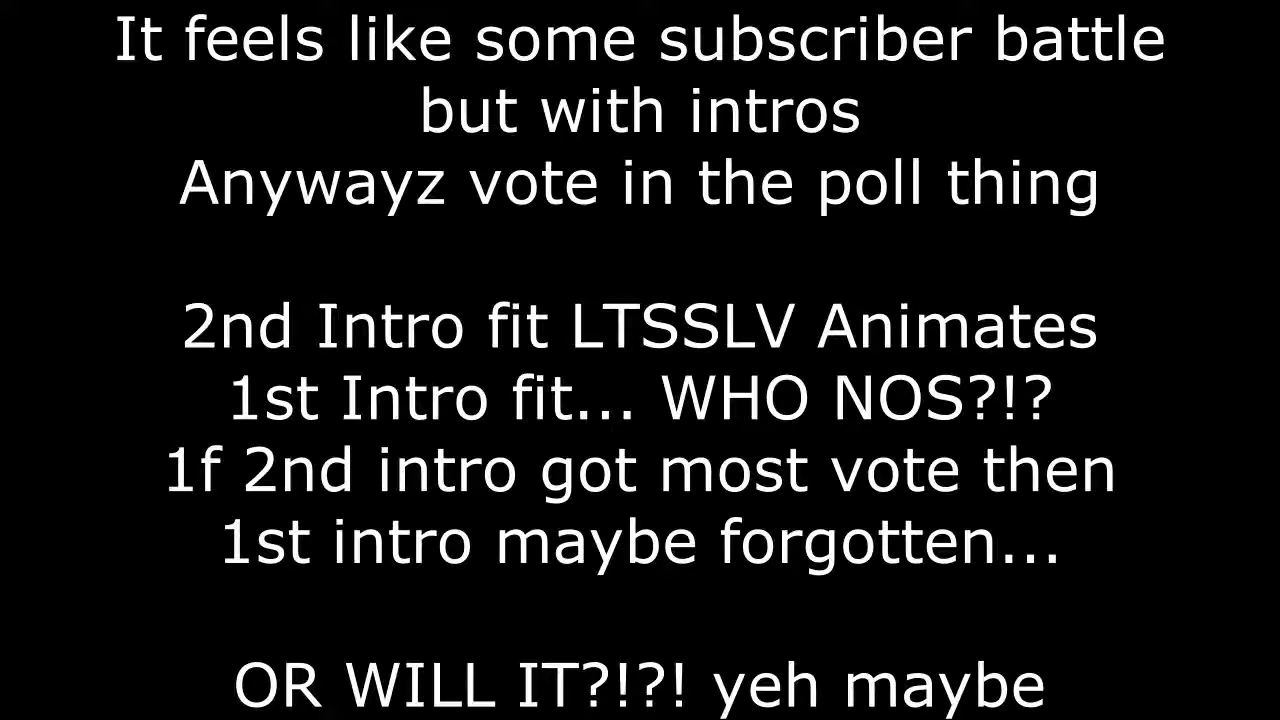 It feels like some subscriber battle
but with intros
Anywayz vote in the poll thing
2nd Intro fit LTSSLV Animates
1st Intro fit... WHO NOS?!?
1f 2nd intro got most vote then
1st intro maybe forgotten...
OR WILL IT?!?! yeh maybe